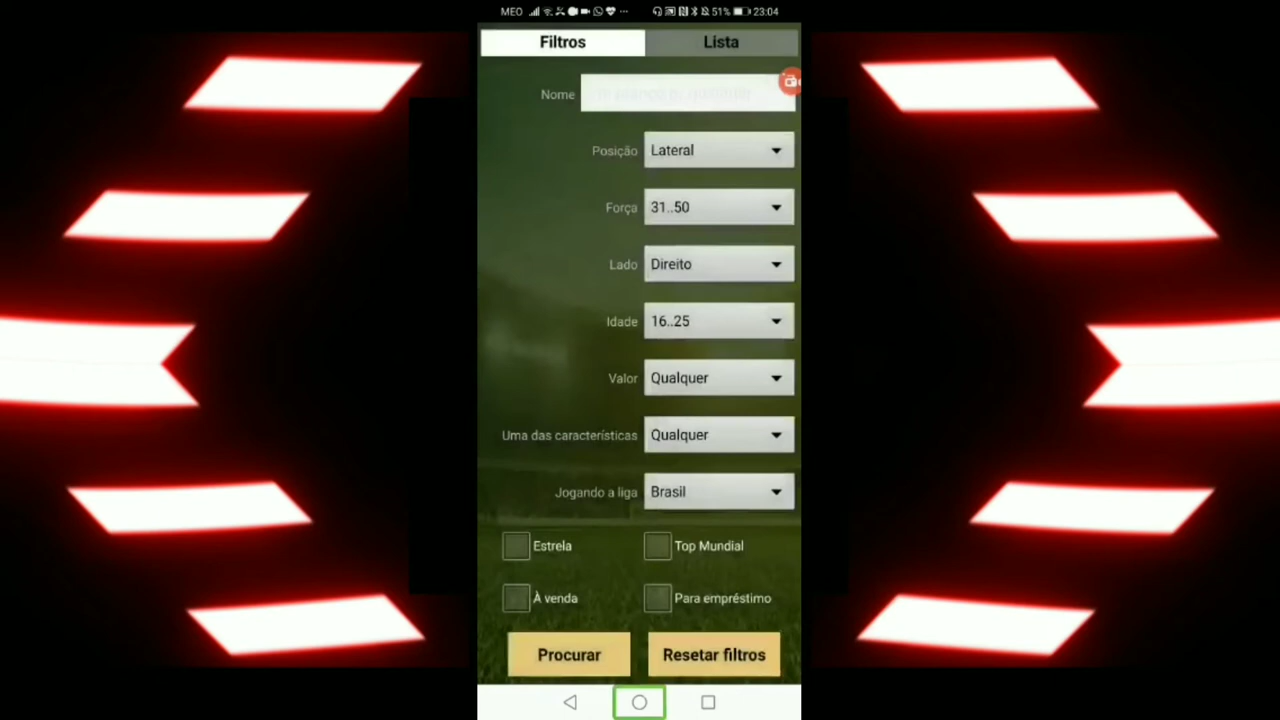 MEO 51% 23:04
Filtros Lista
Nome
Posição Lateral
Força 31..50
Lado Direito
Idade 16..25
Valor Qualquer
Uma das características Qualquer
Jogando a liga Brasil
Estrela Top Mundial
À venda Para empréstimo
Procurar Resetar filtros